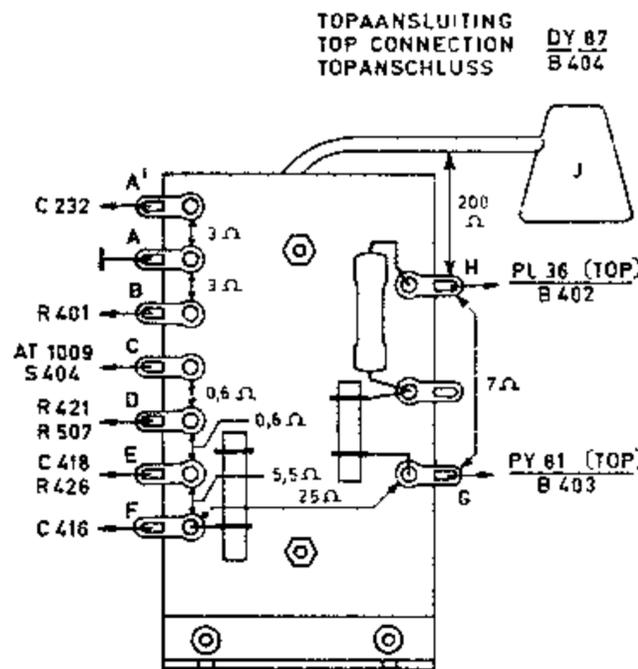 TOPAANSLUITING
TOP CONNECTION
TOPANSCHLUSS
DY 87
B 404
J
A'
C 232
3 Ω
A
3 Ω
B
R 401
C
AT 1009
S 404
0,6 Ω
D
R 421
R 507
0,6 Ω
E
C 418
R 426
5,5 Ω
25 Ω
F
C 416
200
Ω
H
PL 36 (TOP)
B 402
7 Ω
PY 81 (TOP)
B 403
G